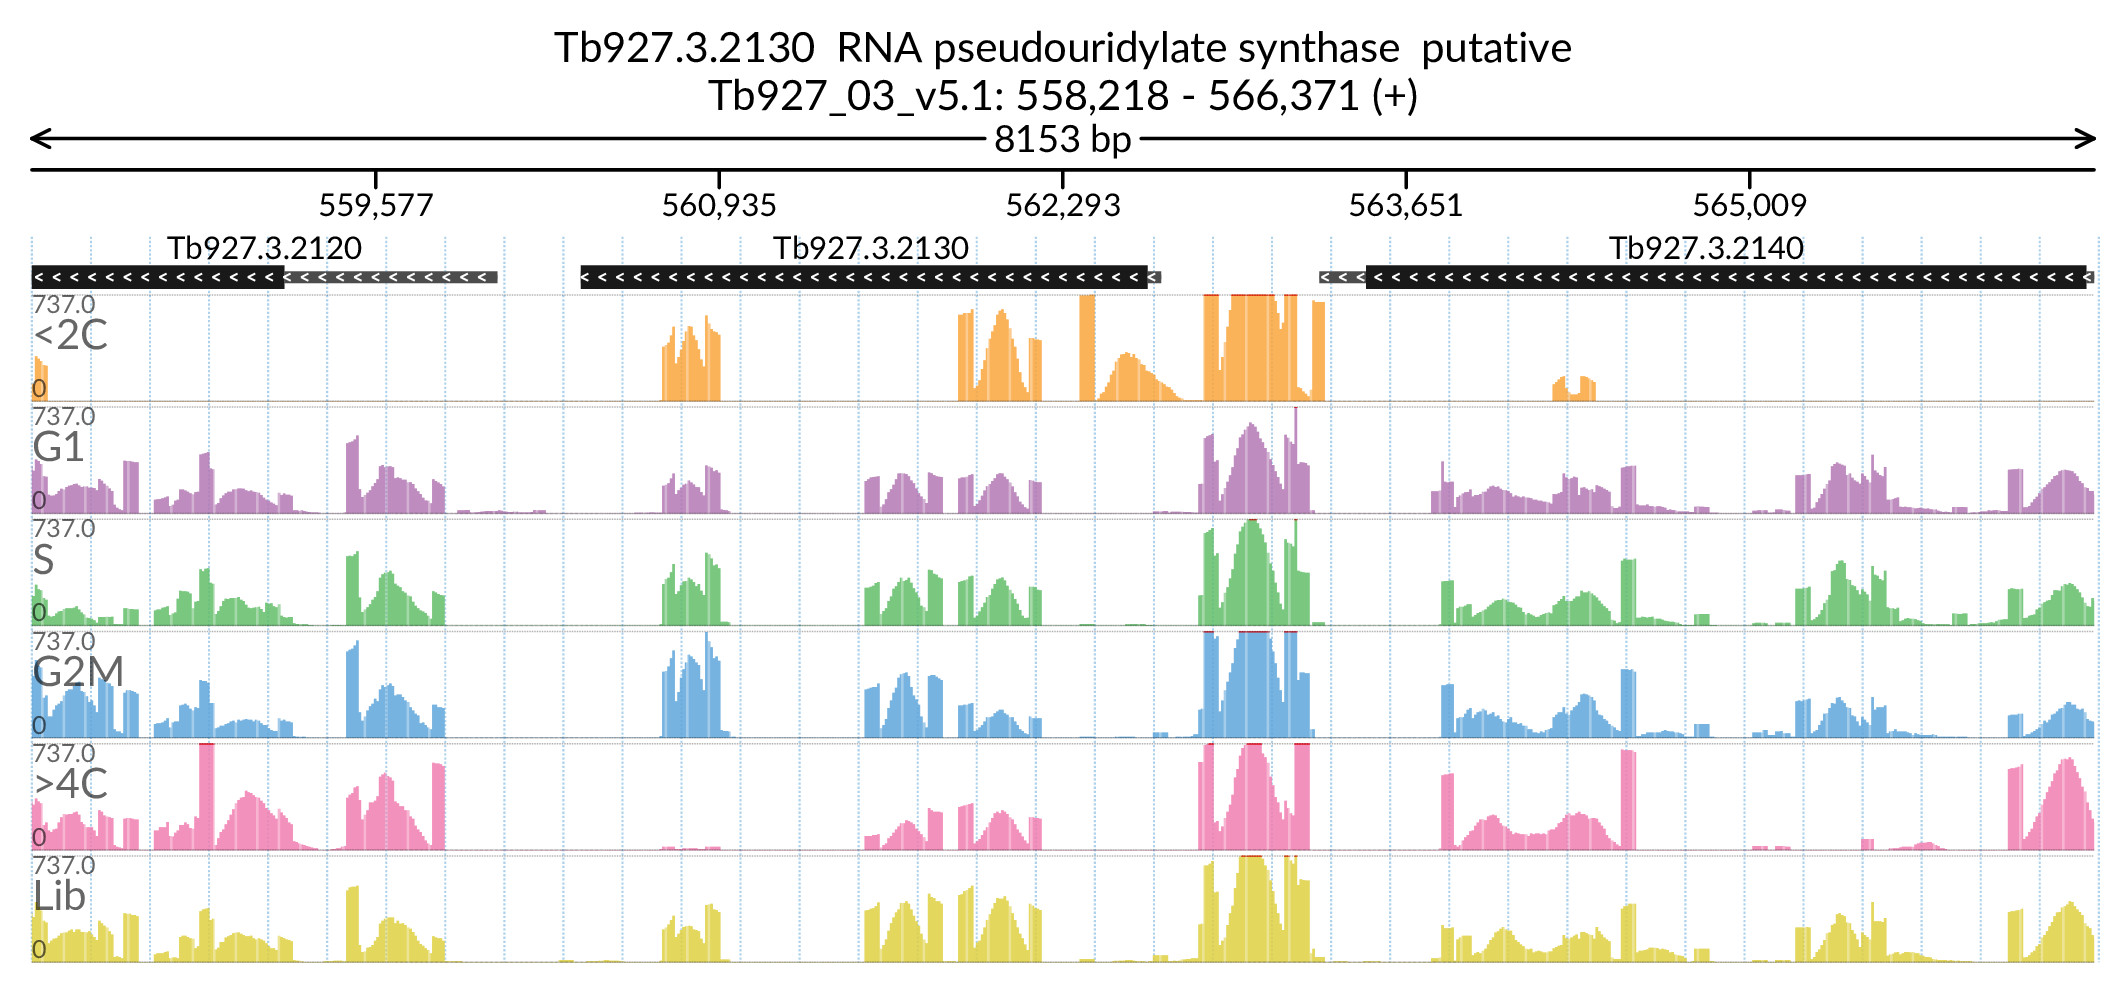 Tb927.3.2130  RNA pseudouridylate synthase  putative
Tb927_03_v5.1: 558,218 - 566,371 (+)
8153 bp
559,577 560,935 562,293 563,651 565,009
Tb927.3.2120 Tb927.3.2130 Tb927.3.2140
737.0
<2C
0
737.0
G1
0
737.0
S
0
737.0
G2M
0
737.0
>4C
0
737.0
Lib
0